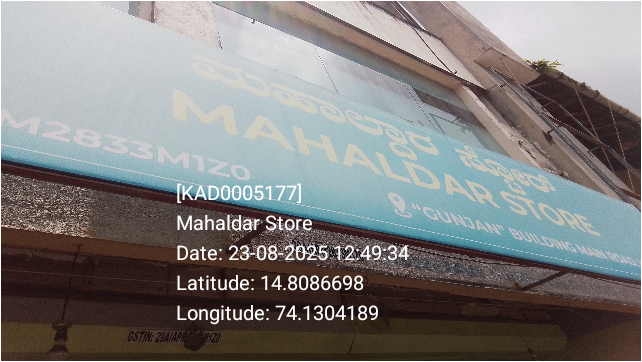 ಮಹಾಲ್ದಾರ ಸ್ಟೋರ್
MAHALDAR STORE
M2833M1Z0
"GUNJAN" BUILDING MAIN ROAD
[KAD0005177]
Mahaldar Store
Date: 23-08-2025 12:49:34
Latitude: 14.8086698
Longitude: 74.1304189
GSTIN: